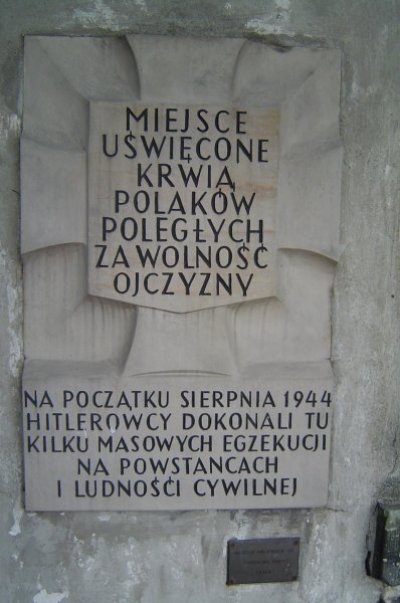 MIEJSCE
UŚWIĘCONE
KRWIĄ
POLAKÓW
POLEGŁYCH
ZA WOLNOŚĆ
OJCZYZNY
NA POCZĄTKU SIERPNIA 1944
HITLEROWCY DOKONALI TU
KILKU MASOWYCH EGZEKUCJI
NA POWSTAŃCACH
I LUDNOŚCI CYWILNEJ